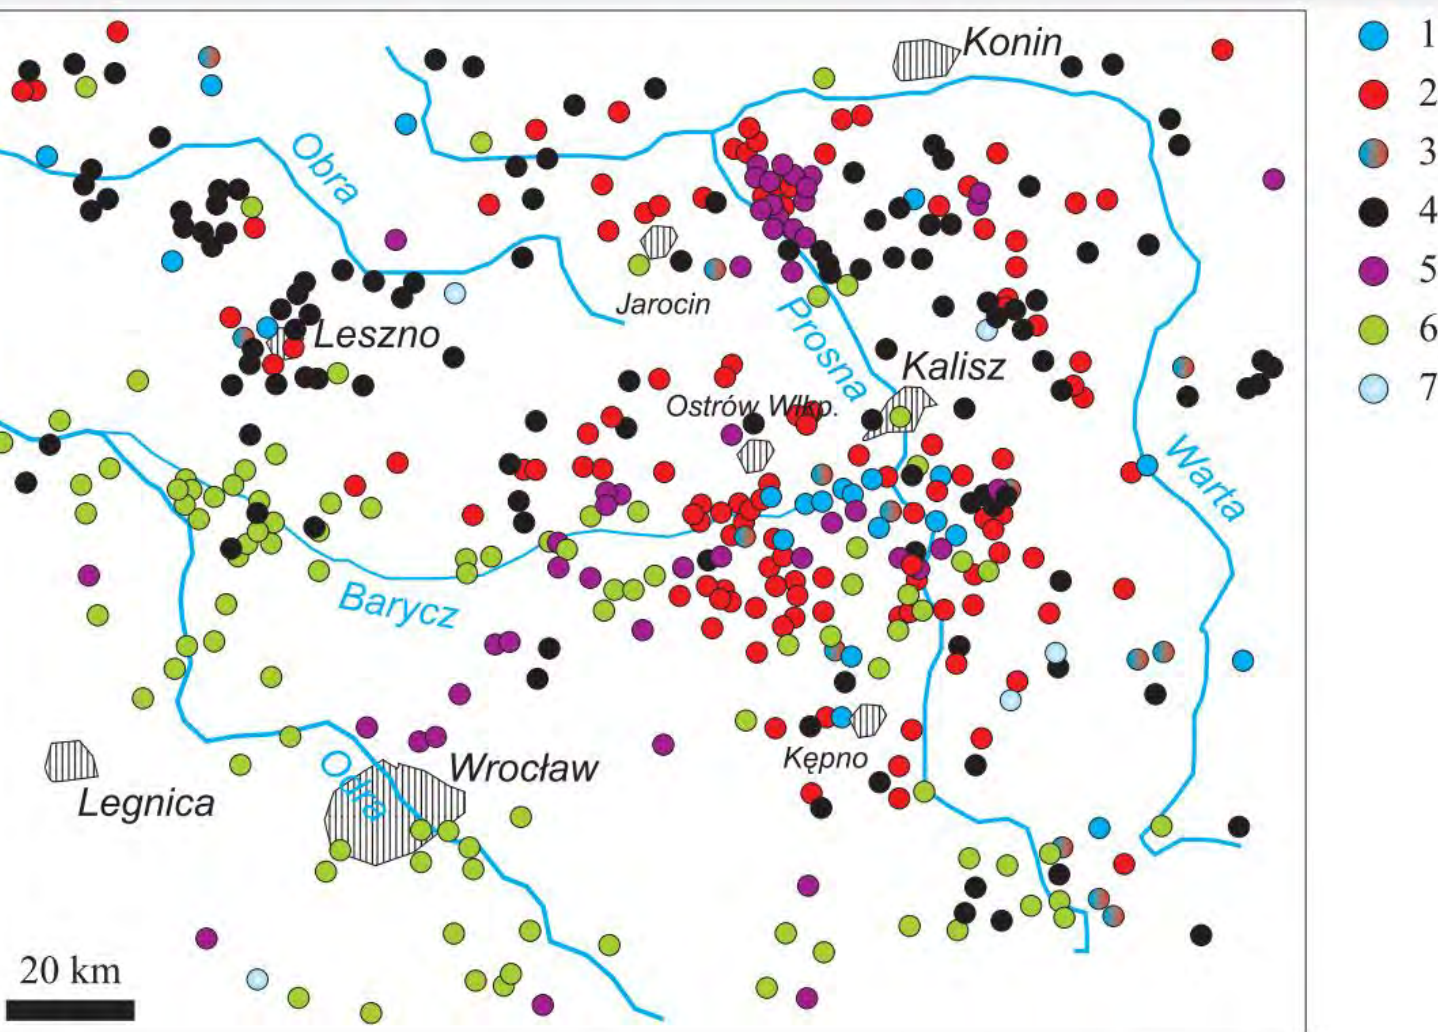 Konin
1
2
3
4
5
6
7
Obra
Jarocin
Prosna
Leszno
Kalisz
Ostrów Wlkp.
Warta
Barycz
Kępno
Wrocław
Odra
Legnica
20 km